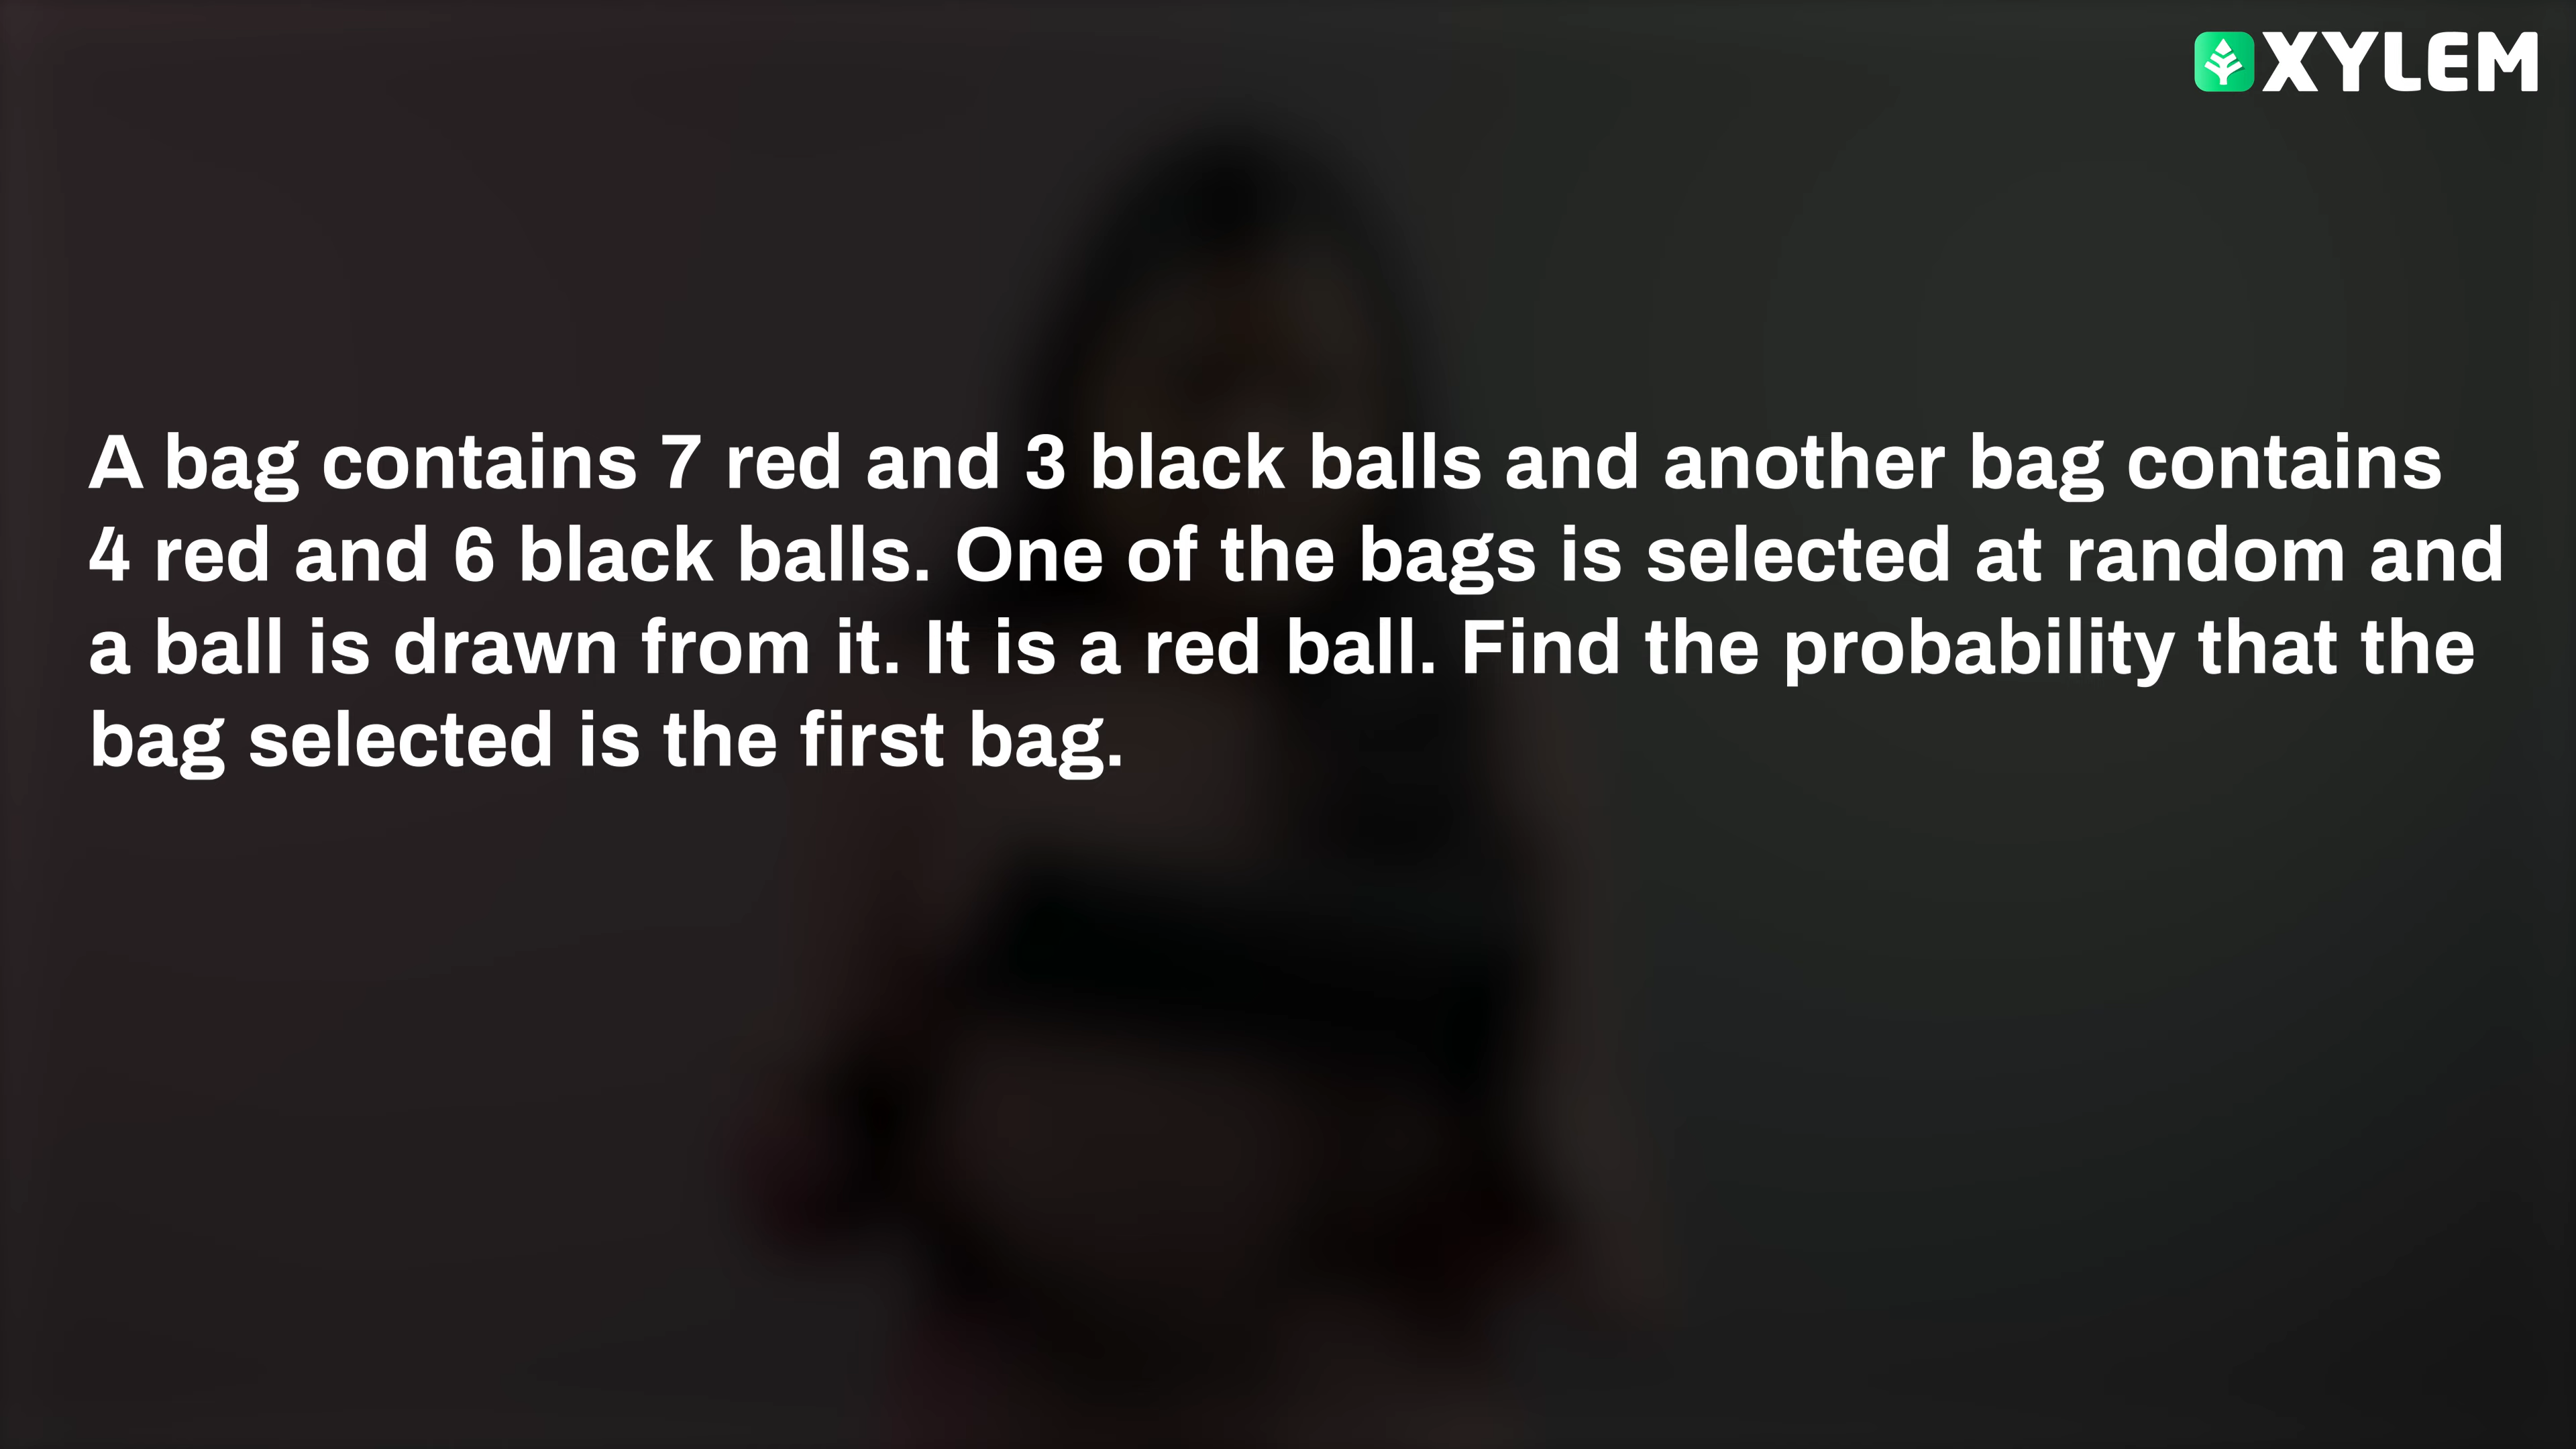 XYLEM
A bag contains 7 red and 3 black balls and another bag contains
4 red and 6 black balls. One of the bags is selected at random and
a ball is drawn from it. It is a red ball. Find the probability that the
bag selected is the first bag.